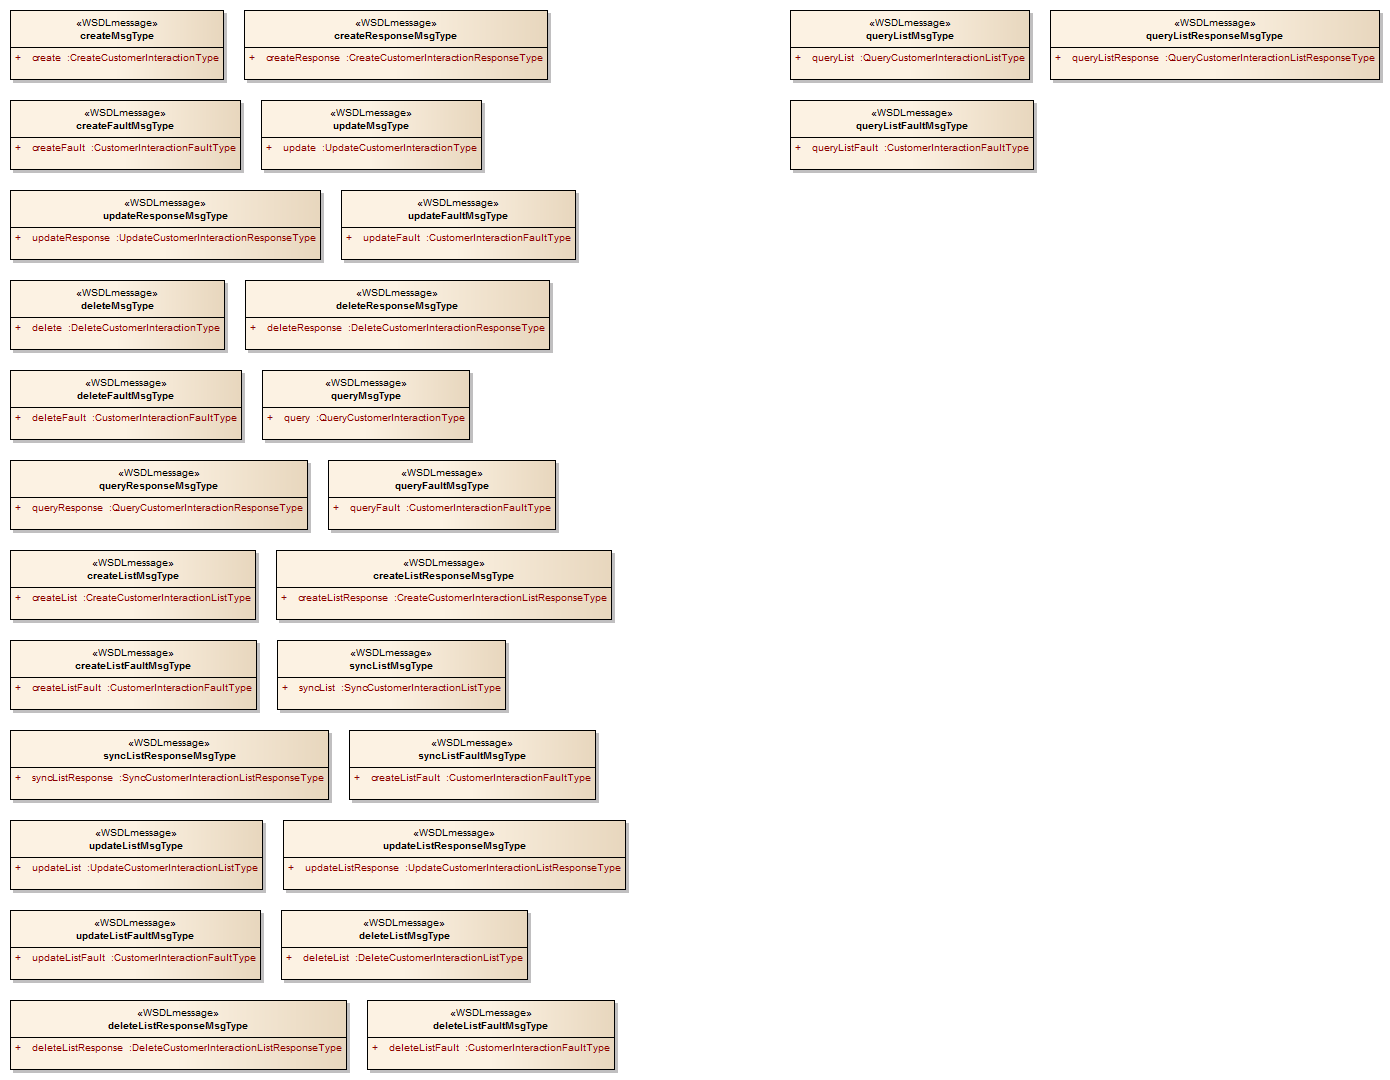 «WSDLmessage»
createMsgType
+ create :CreateCustomerInteractionType
«WSDLmessage»
createResponseMsgType
+ createResponse :CreateCustomerInteractionResponseType
«WSDLmessage»
queryListMsgType
+ queryList :QueryCustomerInteractionListType
«WSDLmessage»
queryListResponseMsgType
+ queryListResponse :QueryCustomerInteractionListResponseType
«WSDLmessage»
createFaultMsgType
+ createFault :CustomerInteractionFaultType
«WSDLmessage»
updateMsgType
+ update :UpdateCustomerInteractionType
«WSDLmessage»
queryListFaultMsgType
+ queryListFault :CustomerInteractionFaultType
«WSDLmessage»
updateResponseMsgType
+ updateResponse :UpdateCustomerInteractionResponseType
«WSDLmessage»
updateFaultMsgType
+ updateFault :CustomerInteractionFaultType
«WSDLmessage»
deleteMsgType
+ delete :DeleteCustomerInteractionType
«WSDLmessage»
deleteResponseMsgType
+ deleteResponse :DeleteCustomerInteractionResponseType
«WSDLmessage»
deleteFaultMsgType
+ deleteFault :CustomerInteractionFaultType
«WSDLmessage»
queryMsgType
+ query :QueryCustomerInteractionType
«WSDLmessage»
queryResponseMsgType
+ queryResponse :QueryCustomerInteractionResponseType
«WSDLmessage»
queryFaultMsgType
+ queryFault :CustomerInteractionFaultType
«WSDLmessage»
createListMsgType
+ createList :CreateCustomerInteractionListType
«WSDLmessage»
createListResponseMsgType
+ createListResponse :CreateCustomerInteractionListResponseType
«WSDLmessage»
createListFaultMsgType
+ createListFault :CustomerInteractionFaultType
«WSDLmessage»
syncListMsgType
+ syncList :SyncCustomerInteractionListType
«WSDLmessage»
syncListResponseMsgType
+ syncListResponse :SyncCustomerInteractionListResponseType
«WSDLmessage»
syncListFaultMsgType
+ createListFault :CustomerInteractionFaultType
«WSDLmessage»
updateListMsgType
+ updateList :UpdateCustomerInteractionListType
«WSDLmessage»
updateListResponseMsgType
+ updateListResponse :UpdateCustomerInteractionListResponseType
«WSDLmessage»
updateListFaultMsgType
+ updateListFault :CustomerInteractionFaultType
«WSDLmessage»
deleteListMsgType
+ deleteList :DeleteCustomerInteractionListType
«WSDLmessage»
deleteListResponseMsgType
+ deleteListResponse :DeleteCustomerInteractionListResponseType
«WSDLmessage»
deleteListFaultMsgType
+ deleteListFault :CustomerInteractionFaultType